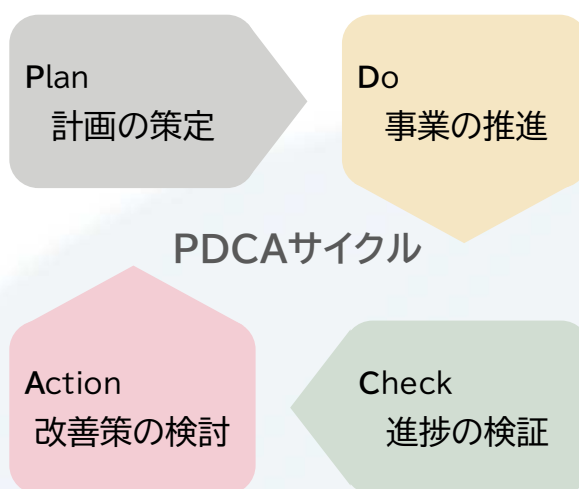 Plan
計画の策定
Do
事業の推進
PDCAサイクル
Action
改善策の検討
Check
進捗の検証